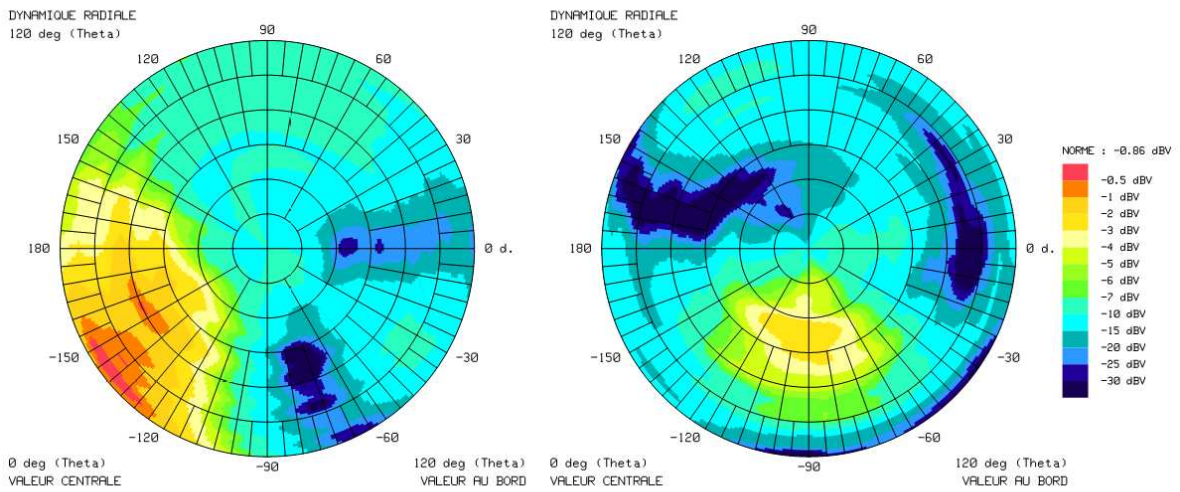 DYNAMIQUE RADIALE
120 deg (Theta)
90
120
60
150
30
180
0 d.
-150
-30
-120
-60
-90
0 deg (Theta)
VALEUR CENTRALE
120 deg (Theta)
VALEUR AU BORD
DYNAMIQUE RADIALE
120 deg (Theta)
90
120
60
150
30
180
0 d.
-150
-30
-120
-60
-90
0 deg (Theta)
VALEUR CENTRALE
120 deg (Theta)
VALEUR AU BORD
NORME : -0.86 dBV
-0.5 dBV
-1 dBV
-2 dBV
-3 dBV
-4 dBV
-5 dBV
-6 dBV
-7 dBV
-10 dBV
-15 dBV
-20 dBV
-25 dBV
-30 dBV